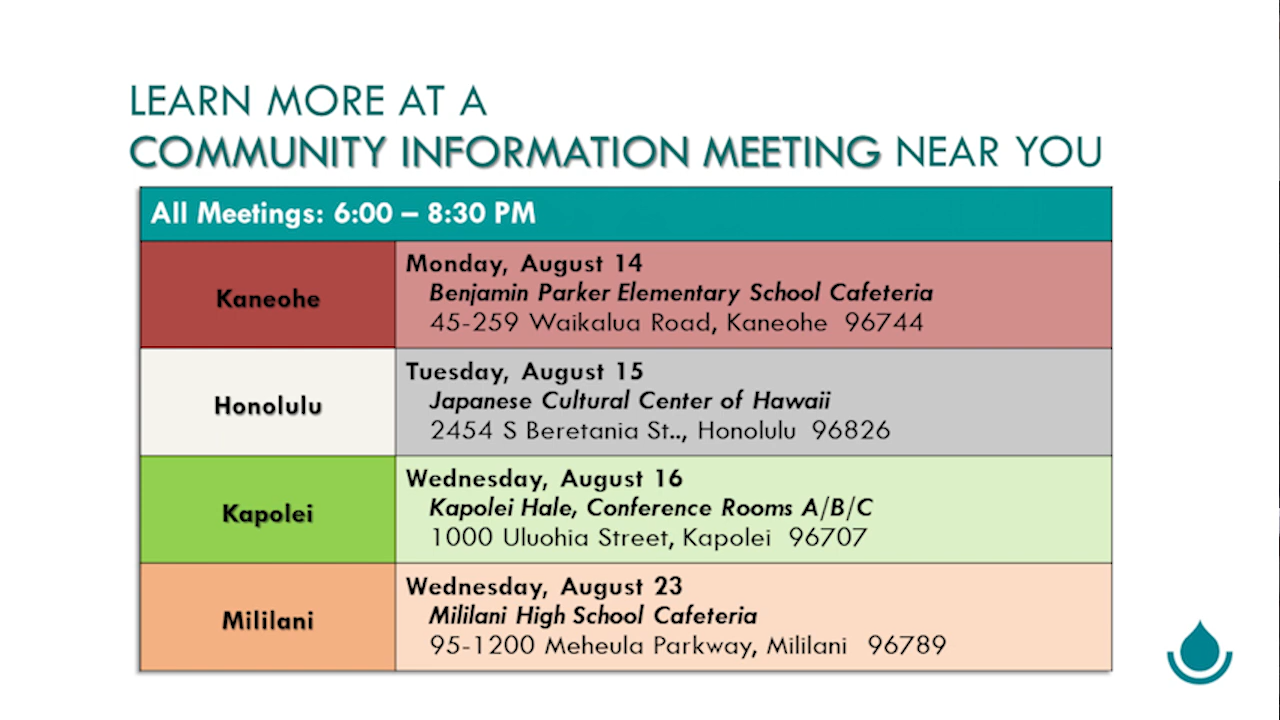 LEARN MORE AT A
COMMUNITY INFORMATION MEETING NEAR YOU
All Meetings: 6:00 – 8:30 PM
Kaneohe
Monday, August 14
Benjamin Parker Elementary School Cafeteria
45-259 Waikalua Road, Kaneohe 96744
Honolulu
Tuesday, August 15
Japanese Cultural Center of Hawaii
2454 S Beretania St.., Honolulu 96826
Kapolei
Wednesday, August 16
Kapolei Hale, Conference Rooms A/B/C
1000 Uluohia Street, Kapolei 96707
Mililani
Wednesday, August 23
Mililani High School Cafeteria
95-1200 Meheula Parkway, Mililani 96789